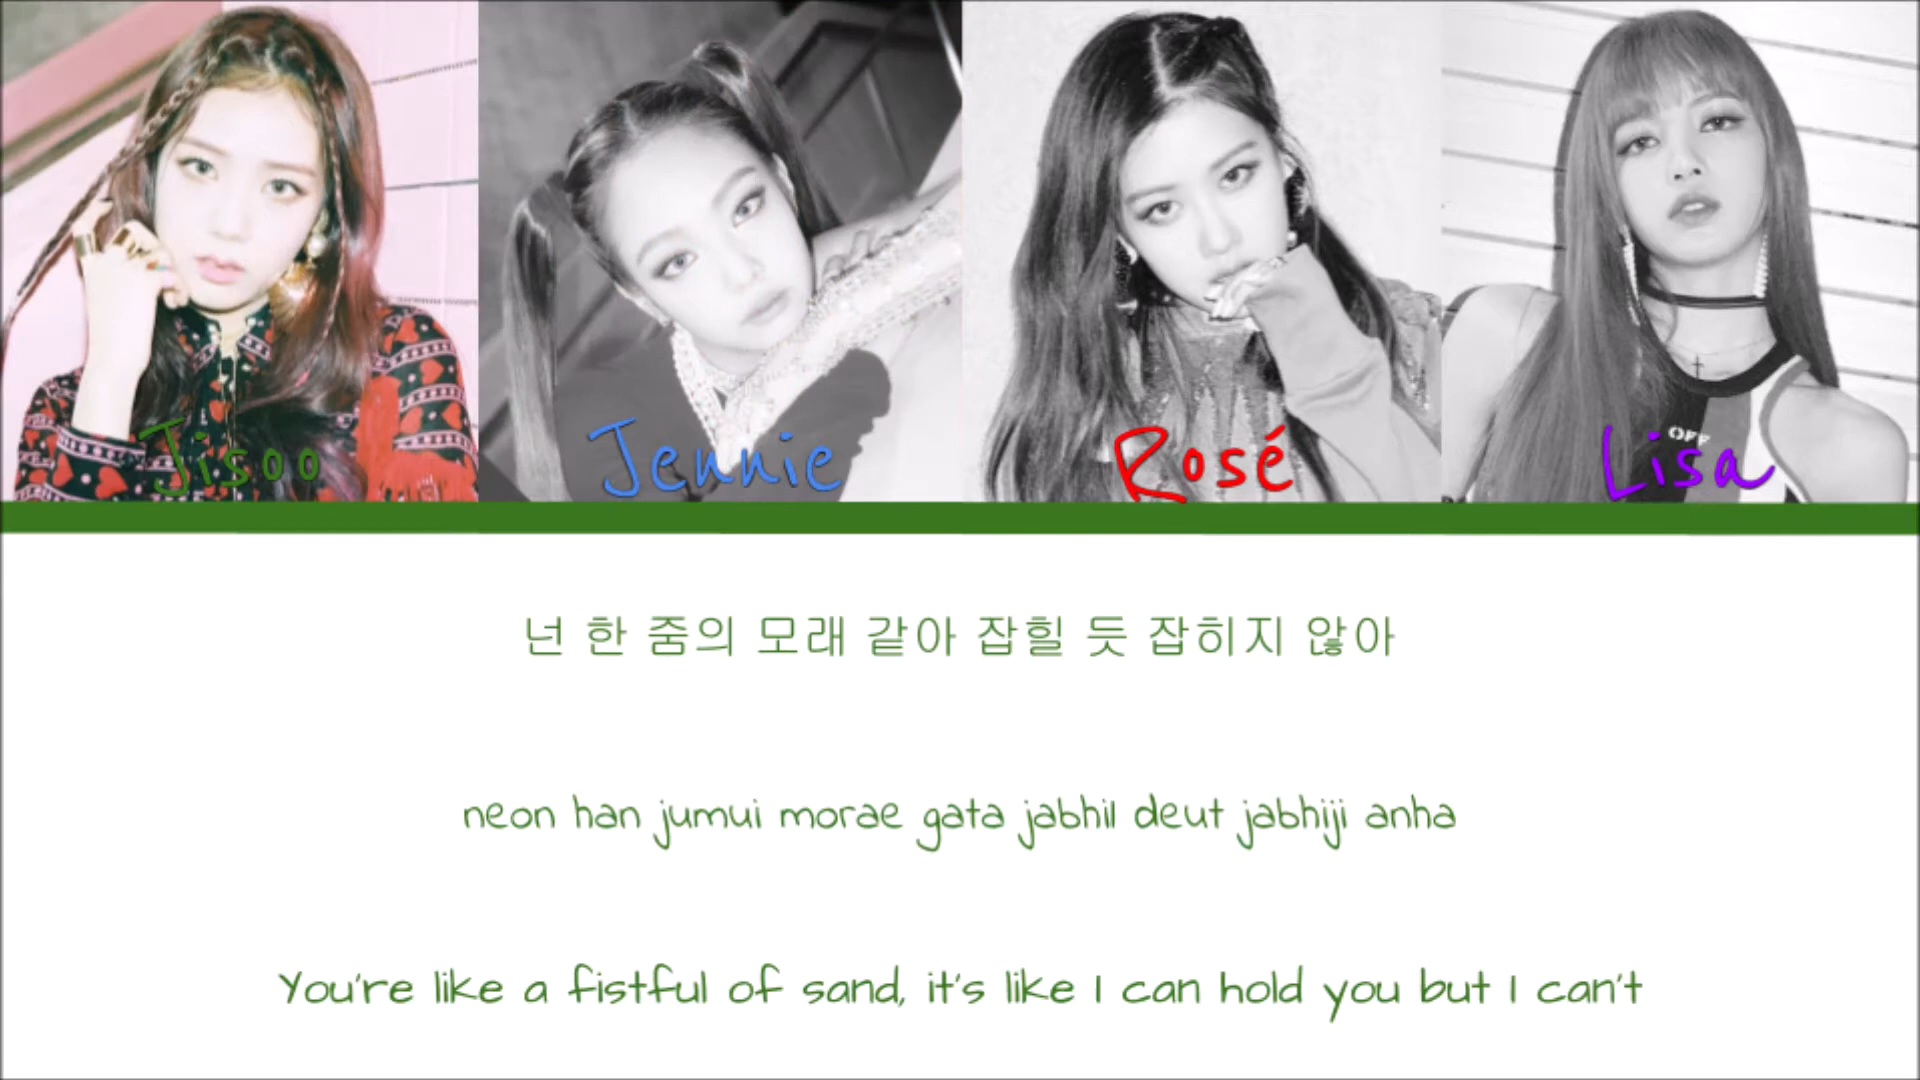 Jisoo
Jennie
Rosé
Lisa
OFF
넌 한 줌의 모래 같아 잡힐 듯 잡히지 않아
neon han jumui morae gata jabhil deut jabhiji anha
You're like a fistful of sand, it's like I can hold you but I can't